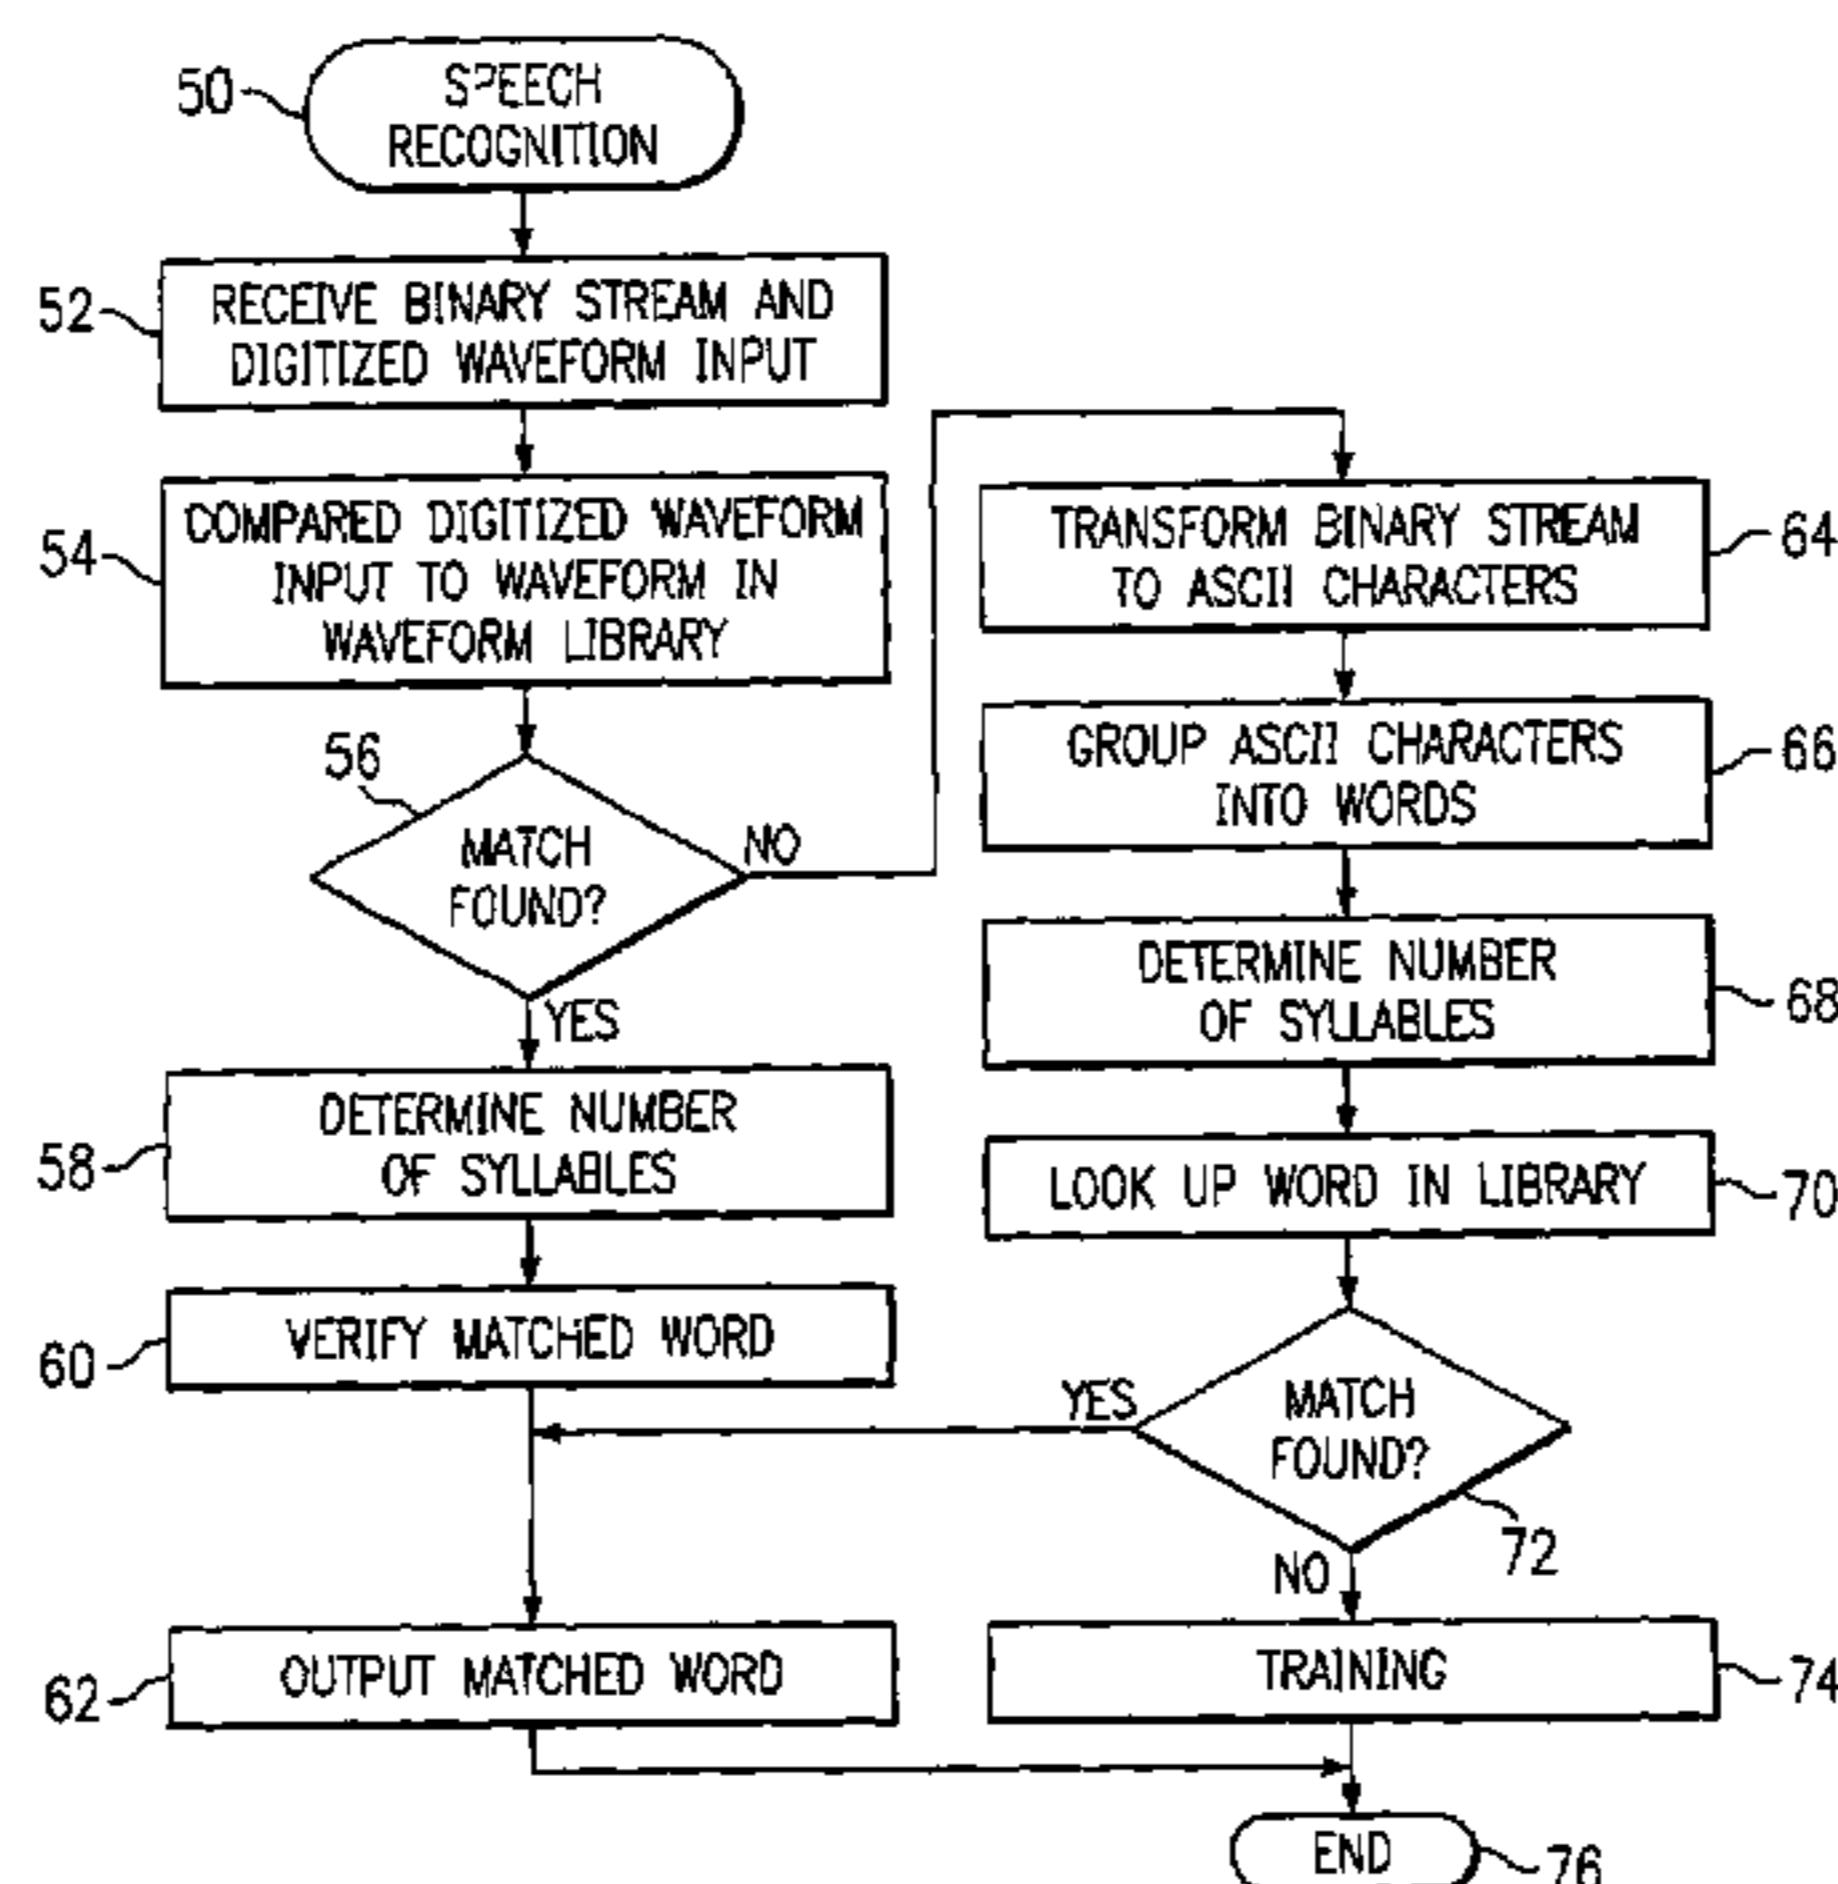 50
SPEECH
RECOGNITION
52
RECEIVE BINARY STREAM AND
DIGITIZED WAVEFORM INPUT
54
COMPARED DIGITIZED WAVEFORM
INPUT TO WAVEFORM IN
WAVEFORM LIBRARY
56
MATCH
FOUND?
NO
YES
58
DETERMINE NUMBER
OF SYLLABLES
60
VERIFY MATCHED WORD
62
OUTPUT MATCHED WORD
TRANSFORM BINARY STREAM
TO ASCII CHARACTERS
64
GROUP ASCII CHARACTERS
INTO WORDS
66
DETERMINE NUMBER
OF SYLLABLES
68
LOOK UP WORD IN LIBRARY
70
MATCH
FOUND?
YES
72
NO
TRAINING
74
END
76